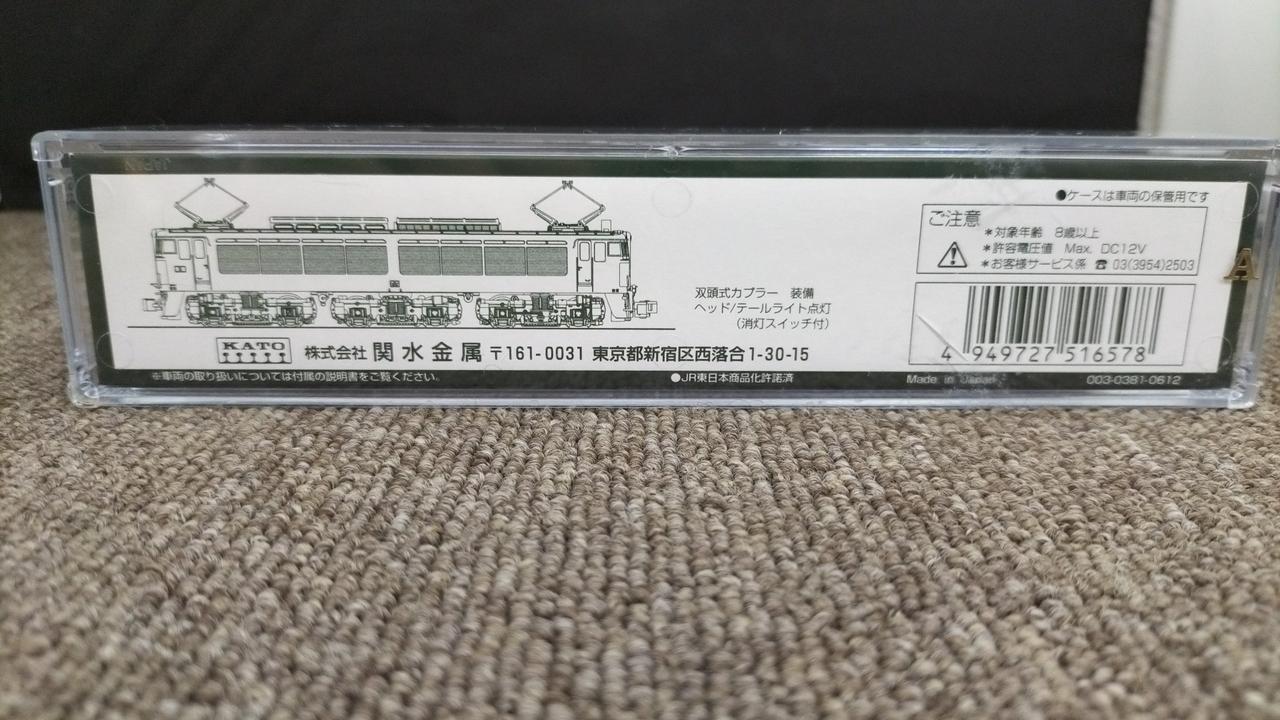 ●ケースは車両の保管用です
ご注意
＊対象年齢 8歳以上
＊許容電圧値 Max. DC12V
＊お客様サービス係 ☎ 03(3954)2503
A
双頭式カプラー 装備
ヘッド/テールライト点灯
(消灯スイッチ付)
4 949727 516578
KATO 株式会社 関水金属 〒161-0031 東京都新宿区西落合1-30-15
※車両の取り扱いについては付属の説明書をご覧ください。
●JR東日本商品化許諾済
Made in Japan
003-0381-0612